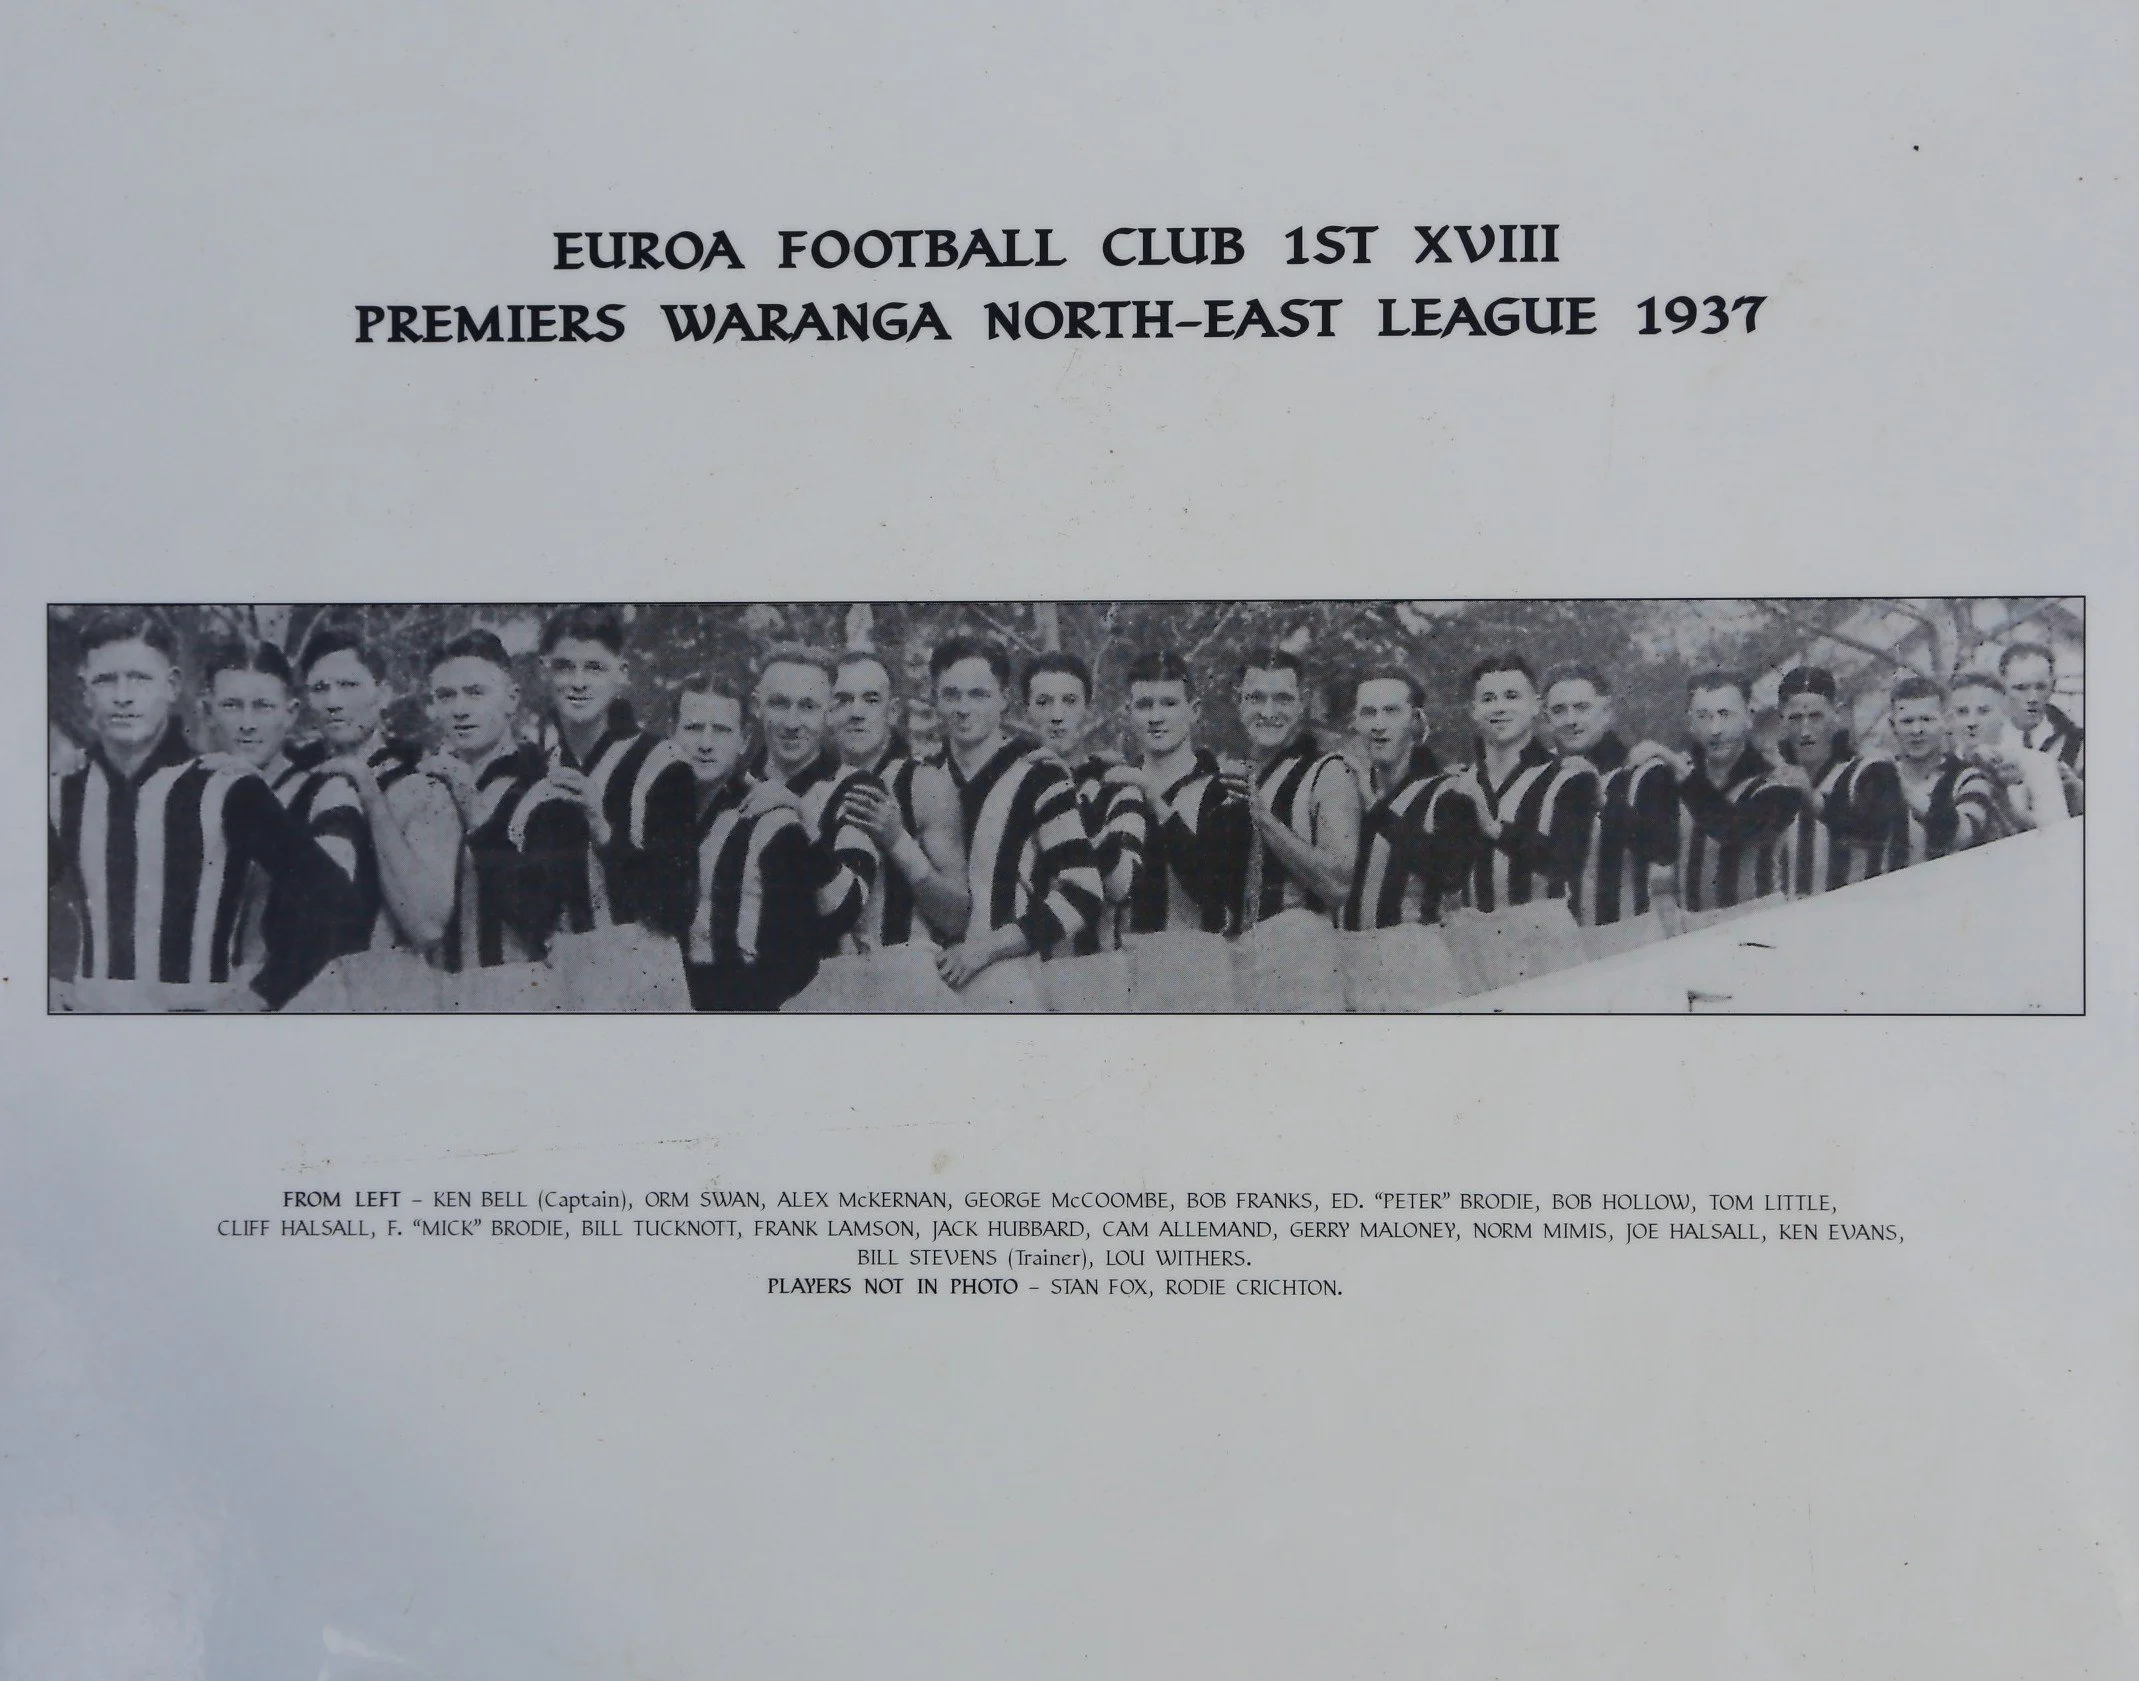 EUROA FOOTBALL CLUB 1ST XVIII
PREMIERS WARANGA NORTH-EAST LEAGUE 1937
FROM LEFT – KEN BELL (Captain), ORM SWAN, ALEX McKERNAN, GEORGE McCOOMBE, BOB FRANKS, ED. “PETER” BRODIE, BOB HOLLOW, TOM LITTLE,
CLIFF HALSALL, F. “MICK” BRODIE, BILL TUCKNOTT, FRANK LAMSON, JACK HUBBARD, CAM ALLEMAND, GERRY MALONEY, NORM MIMIS, JOE HALSALL, KEN EVANS,
BILL STEVENS (Trainer), LOU WITHERS.
PLAYERS NOT IN PHOTO – STAN FOX, RODIE CRICHTON.